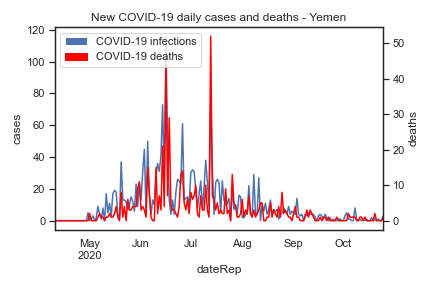 New COVID-19 daily cases and deaths - Yemen
COVID-19 infections
COVID-19 deaths
120
100
80
60
40
20
0
cases
50
40
30
20
10
0
deaths
May Jun Jul Aug Sep Oct
2020
dateRep